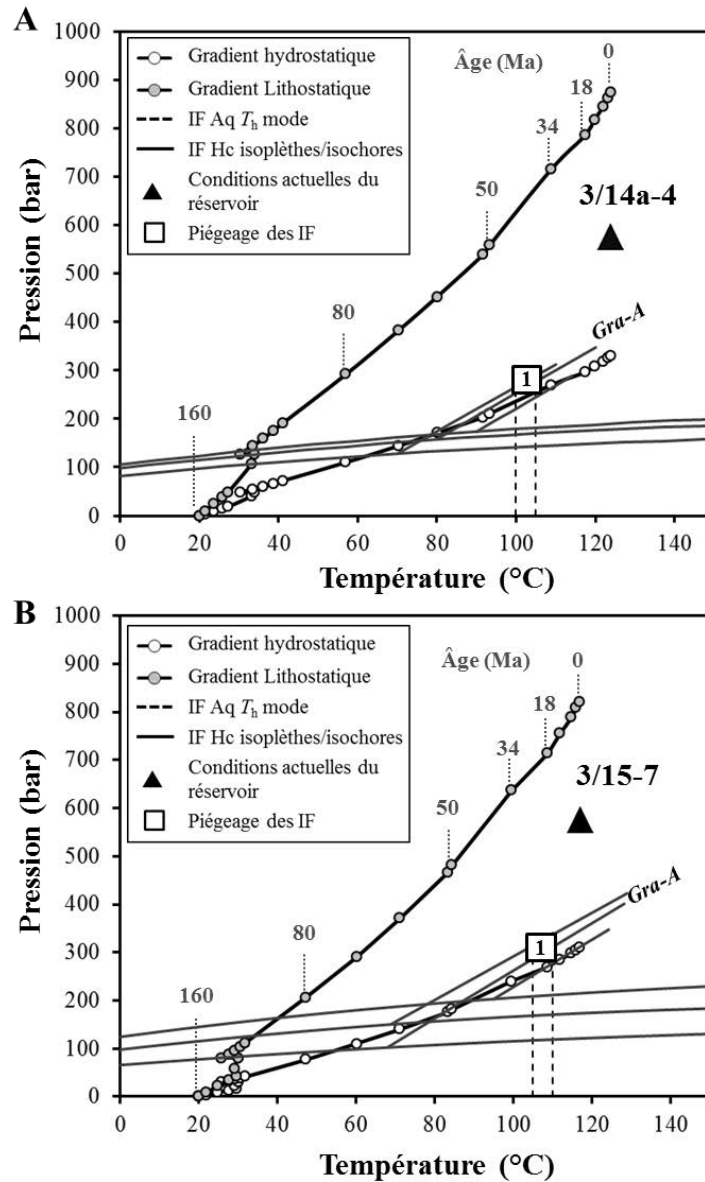 A
1000
900
800
700
600
500
400
300
200
100
0
Pression (bar)
Gradient hydrostatique
Gradient Lithostatique
IF Aq Th mode
IF Hc isoplèthes/isochores
Conditions actuelles du
réservoir
Piégeage des IF
Âge (Ma)
0
18
34
50
80
160
3/14a-4
Gra-A
1
0 20 40 60 80 100 120 140
Température (°C)
B
1000
900
800
700
600
500
400
300
200
100
0
Pression (bar)
Gradient hydrostatique
Gradient Lithostatique
IF Aq Th mode
IF Hc isoplèthes/isochores
Conditions actuelles du
réservoir
Piégeage des IF
Âge (Ma)
0
18
34
50
80
160
3/15-7
Gra-A
1
0 20 40 60 80 100 120 140
Température (°C)